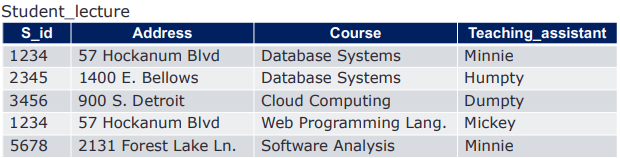 Student_lecture
S_id Address Course Teaching_assistant
1234 57 Hockanum Blvd Database Systems Minnie
2345 1400 E. Bellows Database Systems Humpty
3456 900 S. Detroit Cloud Computing Dumpty
1234 57 Hockanum Blvd Web Programming Lang. Mickey
5678 2131 Forest Lake Ln. Software Analysis Minnie